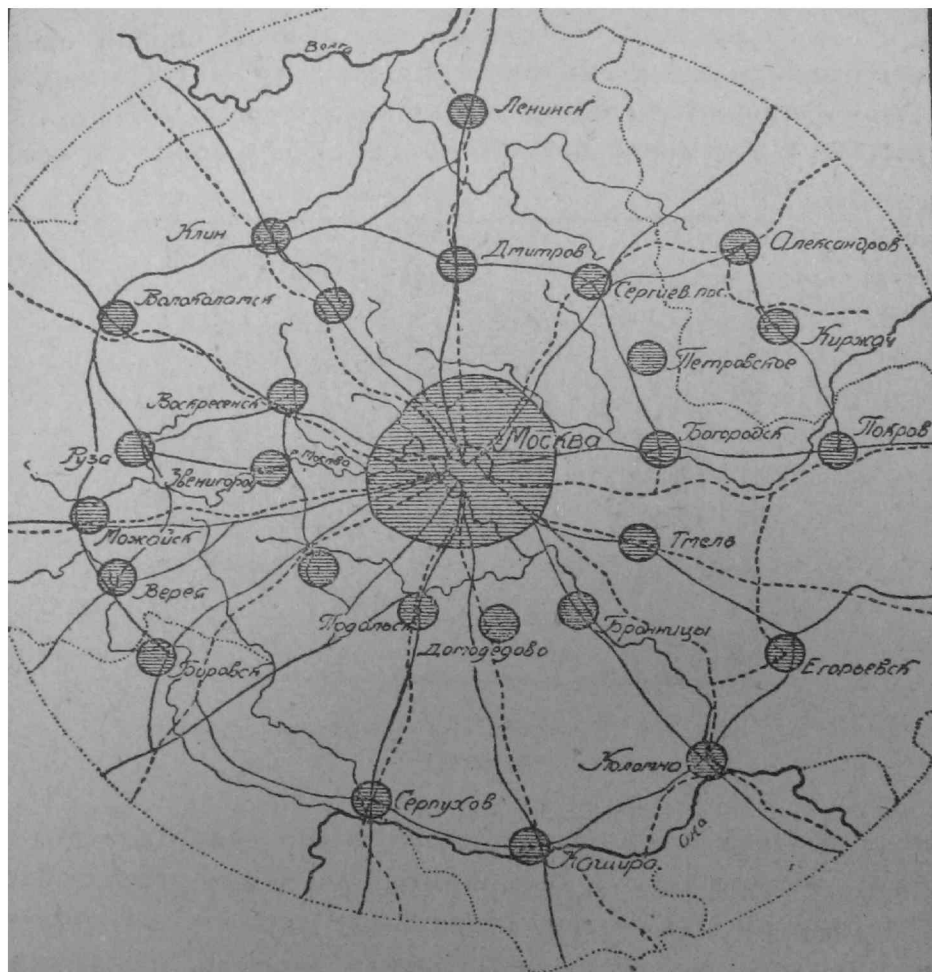 Волга
Ленинск
Клин
Дмитров
Александров
Сергиев. пос.
Волоколамск
Киржач
Петровское
Воскресенск
Москва
Богородск
Покров
Руза
р. Москва
Звенигород
Можайск
Гжель
Верея
Подольск
Бронницы
Домодедово
Боровск
Егорьевск
Коломна
Серпухов
Ока
Кашира